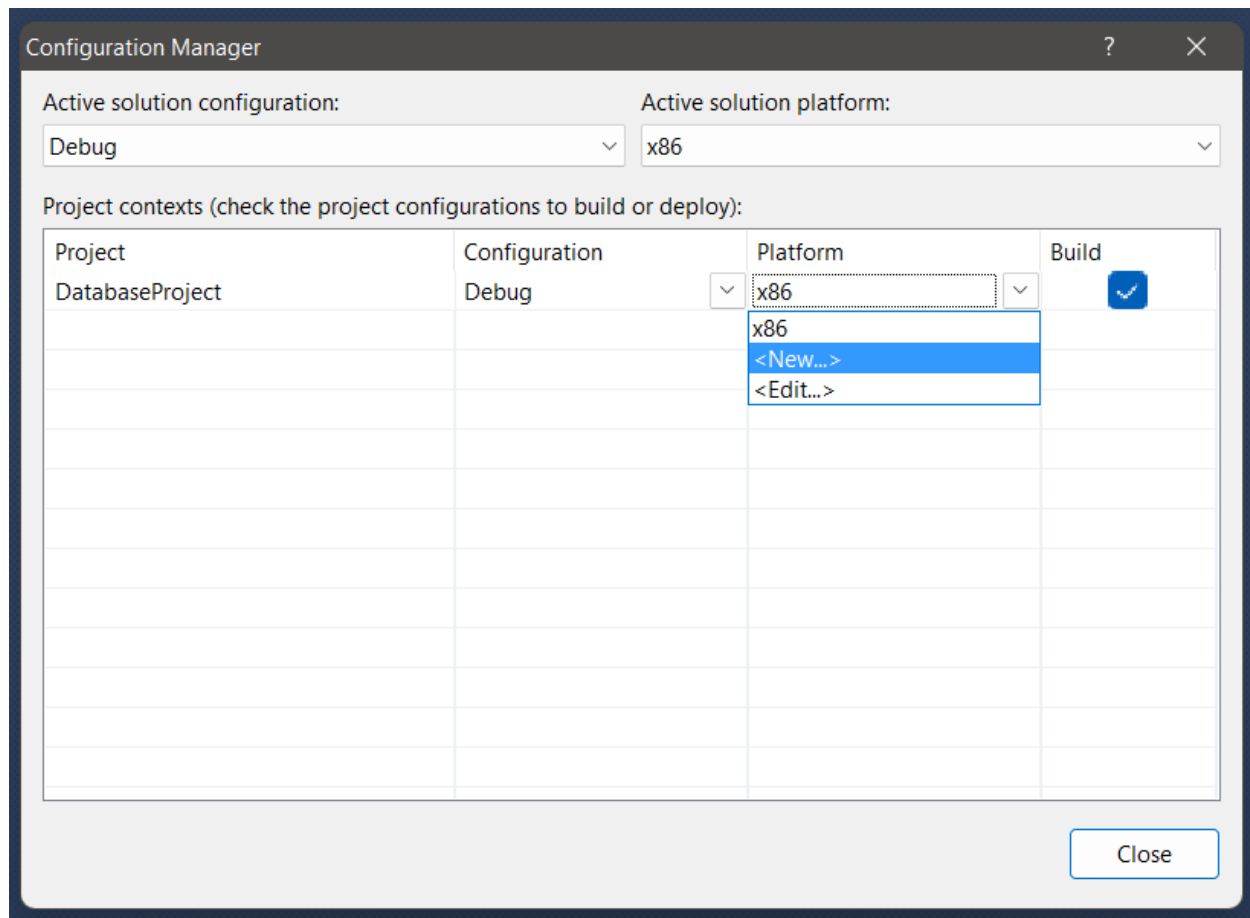 Configuration Manager ?
Active solution configuration: Active solution platform:
Debug x86
Project contexts (check the project configurations to build or deploy):
Project Configuration Platform Build
DatabaseProject Debug x86
x86
<New...>
<Edit...>
Close